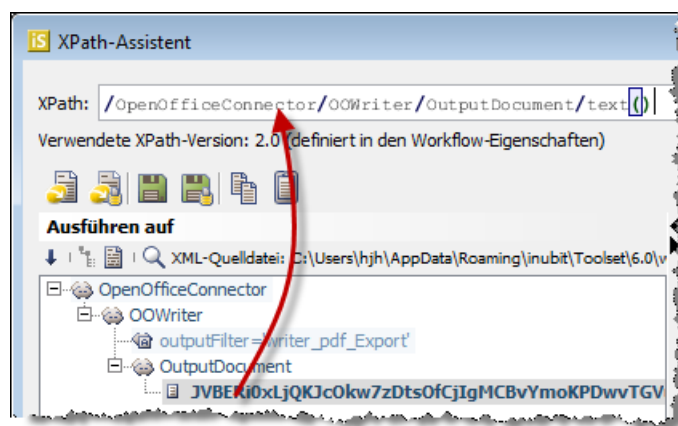 iS XPath-Assistent
XPath: /OpenOfficeConnector/OOWriter/OutputDocument/text()
Verwendete XPath-Version: 2.0 (definiert in den Workflow-Eigenschaften)
Ausführen auf
XML-Quelldatei: C:\Users\hjh\AppData\Roaming\inubit\Toolset\6.0\
OpenOfficeConnector
OOWriter
outputFilter='writer_pdf_Export'
OutputDocument
JVBERi0xLjQKJcOkw7zDtsOfCjIgMCBvYmoKPDwvTGV